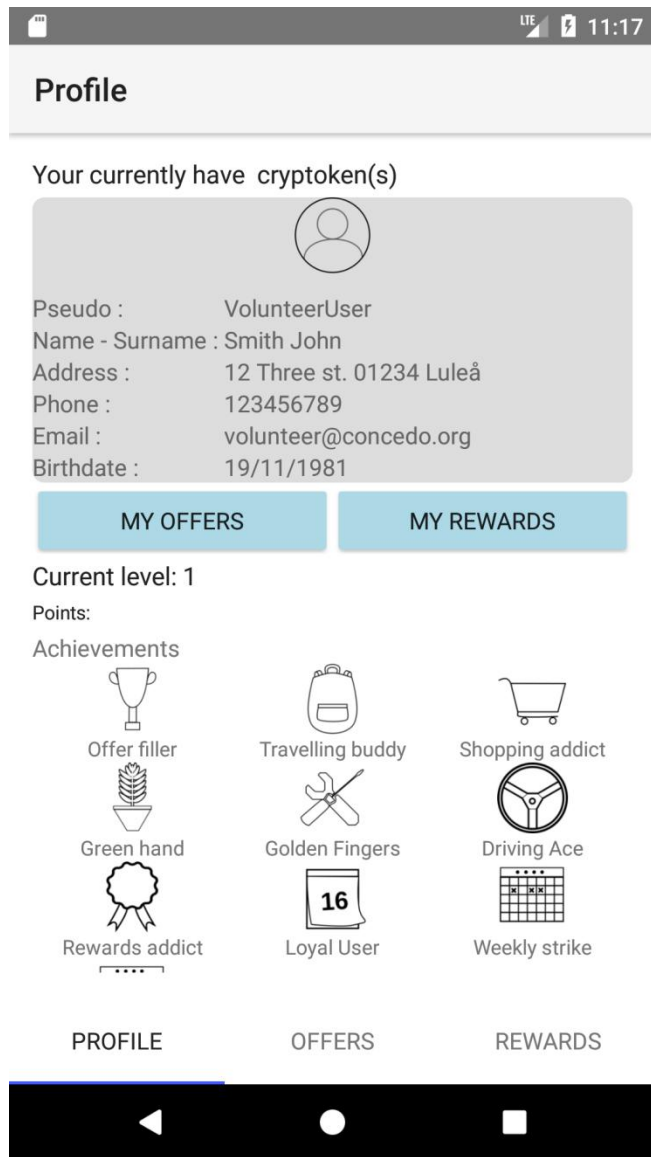 LTE 11:17
Profile
Your currently have cryptoken(s)
Pseudo : VolunteerUser
Name - Surname : Smith John
Address : 12 Three st. 01234 Luleå
Phone : 123456789
Email : volunteer@concedo.org
Birthdate : 19/11/1981
MY OFFERS MY REWARDS
Current level: 1
Points:
Achievements
Offer filler Travelling buddy Shopping addict
Green hand Golden Fingers Driving Ace
16
Rewards addict Loyal User Weekly strike
PROFILE OFFERS REWARDS